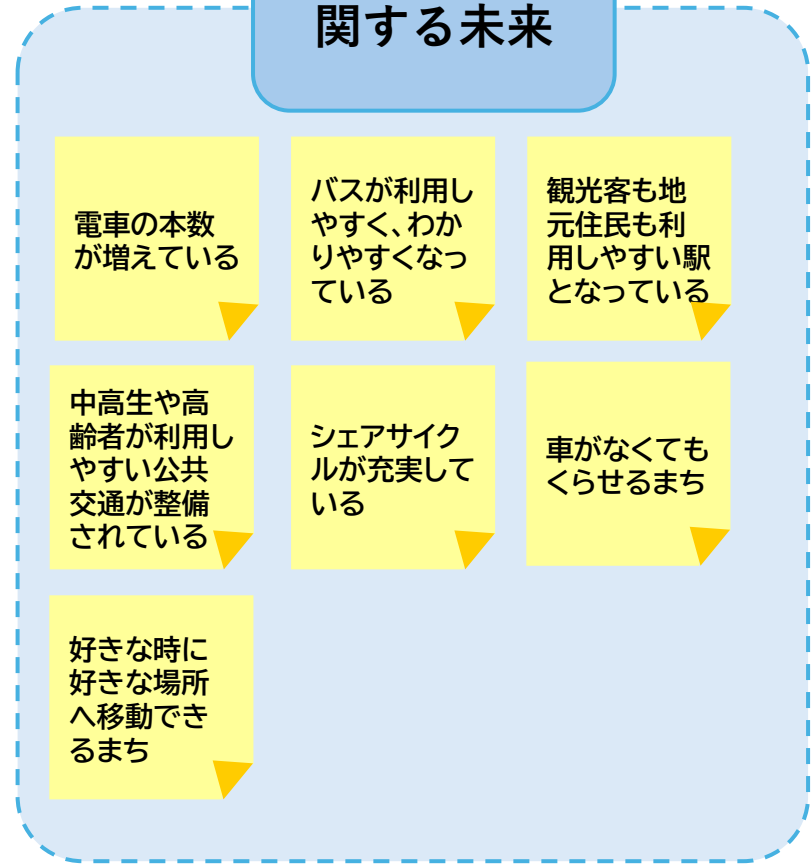 関する未来
電車の本数
が増えている
バスが利用し
やすく、わか
りやすくなっ
ている
観光客も地
元住民も利
用しやすい駅
となっている
中高生や高
齢者が利用し
やすい公共
交通が整備
されている
シェアサイク
ルが充実して
いる
車がなくても
くらせるまち
好きな時に
好きな場所
へ移動でき
るまち